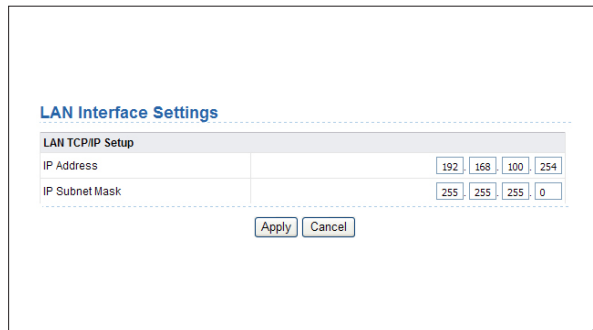 LAN Interface Settings
LAN TCP/IP Setup
IP Address 192 . 168 . 100 . 254
IP Subnet Mask 255 . 255 . 255 . 0
Apply Cancel